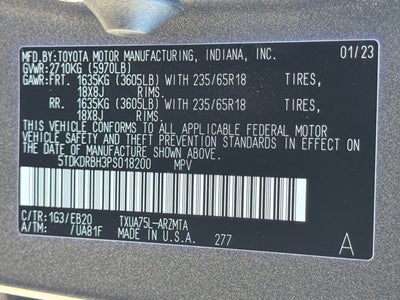 MFD.BY:TOYOTA MOTOR MANUFACTURING, INDIANA, INC. 01/23
GVWR:2710KG (5970LB)
GAWR:FRT. 1635KG (3605LB) WITH 235/65R18 TIRES,
18X8J RIMS.
RR. 1635KG (3605LB) WITH 235/65R18 TIRES,
18X8J RIMS.
THIS VEHICLE CONFORMS TO ALL APPLICABLE FEDERAL MOTOR
VEHICLE SAFETY AND THEFT PREVENTION STANDARDS IN EFFECT ON
THE DATE OF MANUFACTURE SHOWN ABOVE.
5TDKDRBH3PS018200 MPV
C/TR:1G3/EB20 TXUA75L-ARZMTA
A/TM: /UA81F MADE IN U.S.A. 277 A